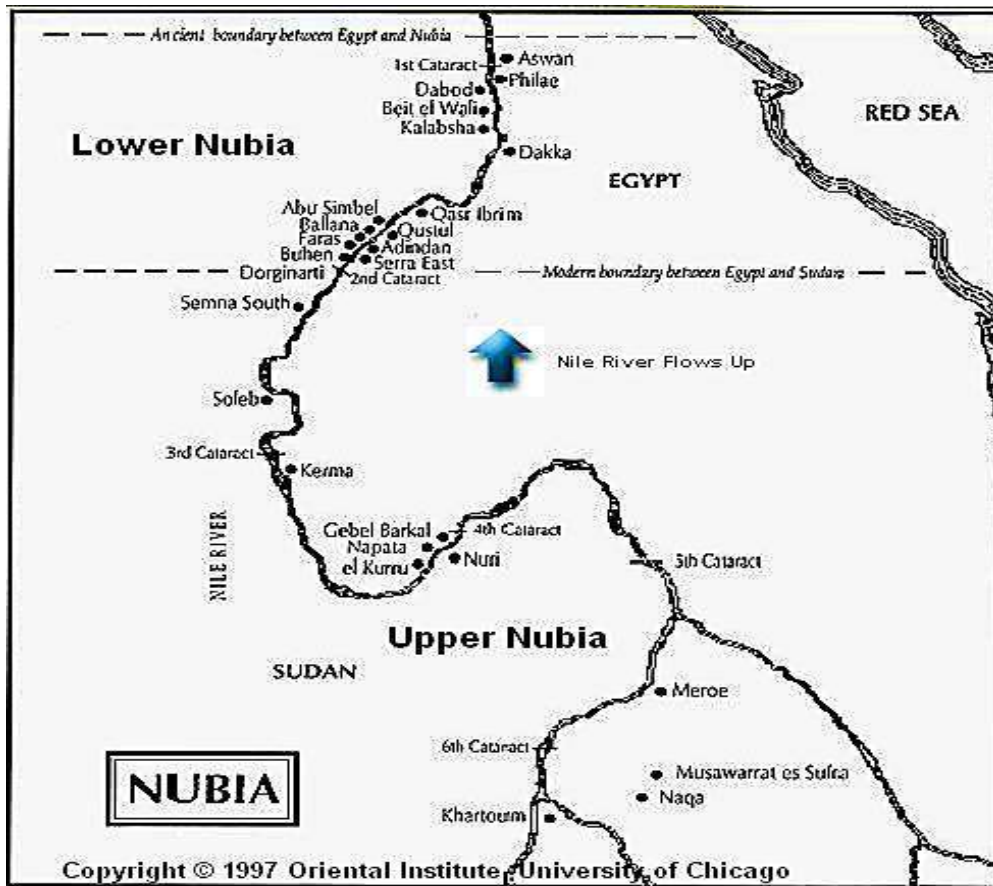 Ancient boundary between Egypt and Nubia
1st Cataract
Aswan
Philae
Dabod
Beit el Wali
Kalabsha
RED SEA
Lower Nubia
Dakka
EGYPT
Abu Simbel
Ballana
Faras
Buhen
Dorginarti
Qasr Ibrim
Qustul
Adindan
Serra East
2nd Cataract
Modern boundary between Egypt and Sudan
Semna South
Nile River Flows Up
Soleb
3rd Cataract
Kerma
NILE RIVER
Gebel Barkal
Napata
el Kurru
4th Cataract
Nuri
5th Cataract
Upper Nubia
SUDAN
Meroe
6th Cataract
Musawarrat es Sufra
Naqa
Khartoum
NUBIA
Copyright © 1997 Oriental Institute University of Chicago